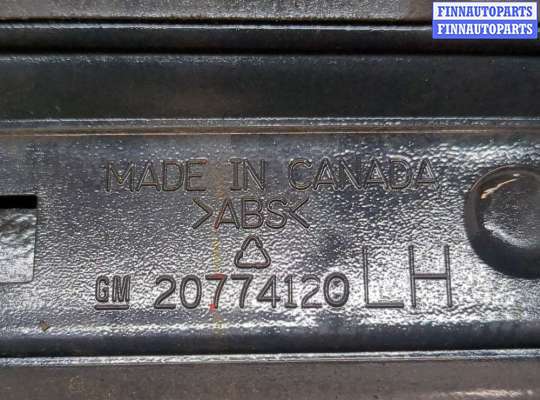 FINNAUTOPARTS
FINNAUTOPARTS
MADE IN CANADA
>ABS<
GM 20774120 LH